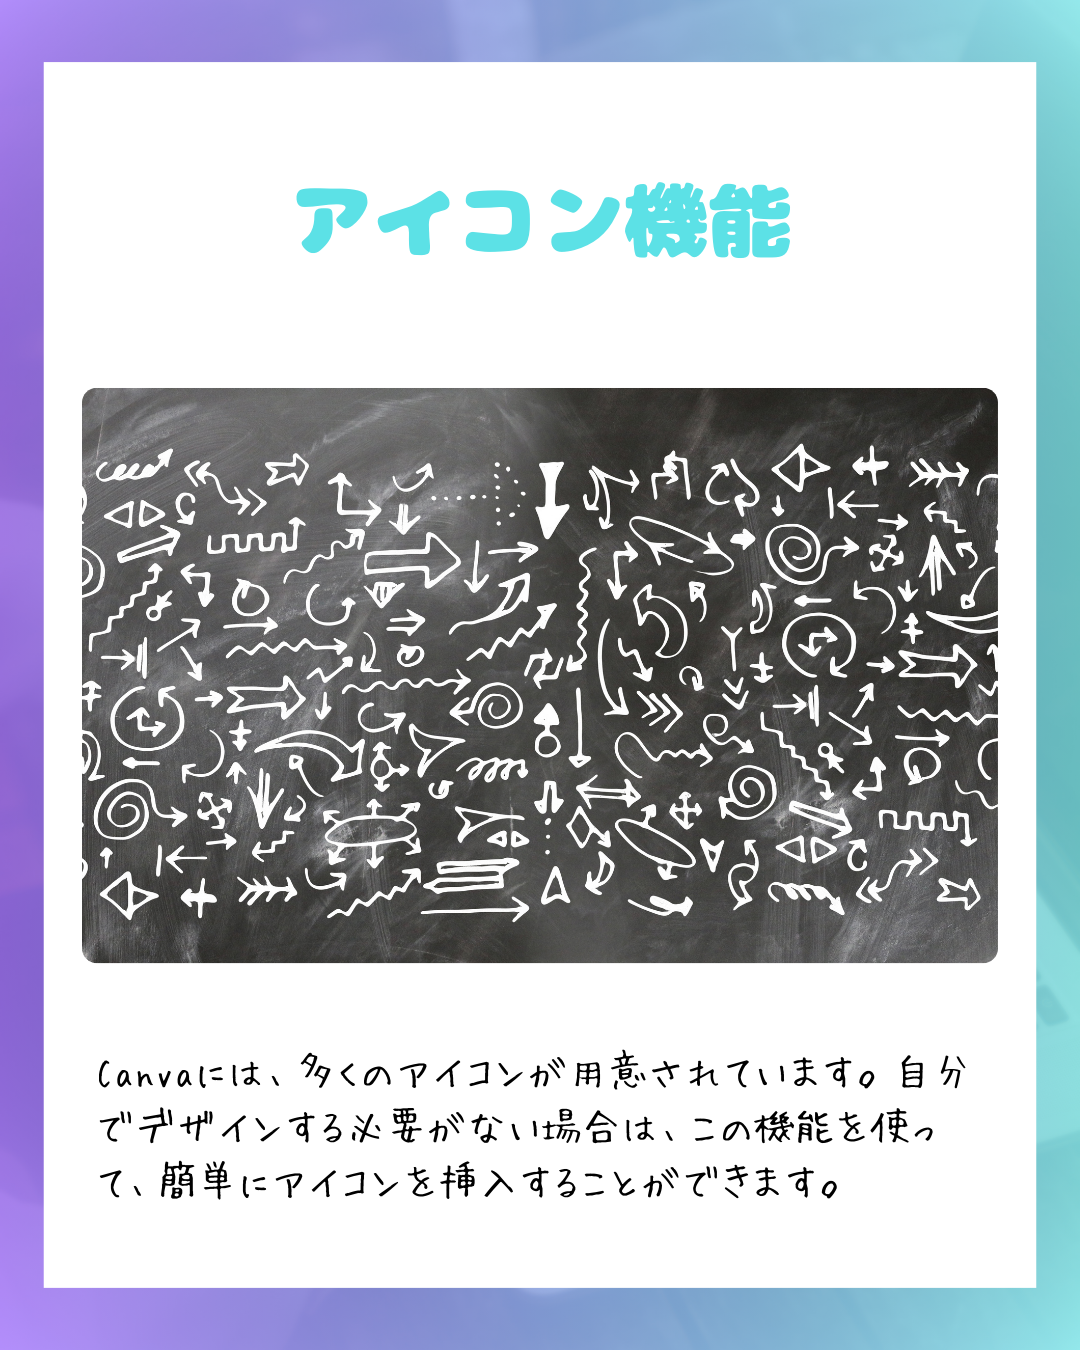 アイコン機能
Canvaには、多くのアイコンが用意されています。自分
でデザインする必要がない場合は、この機能を使っ
て、簡単にアイコンを挿入することができます。